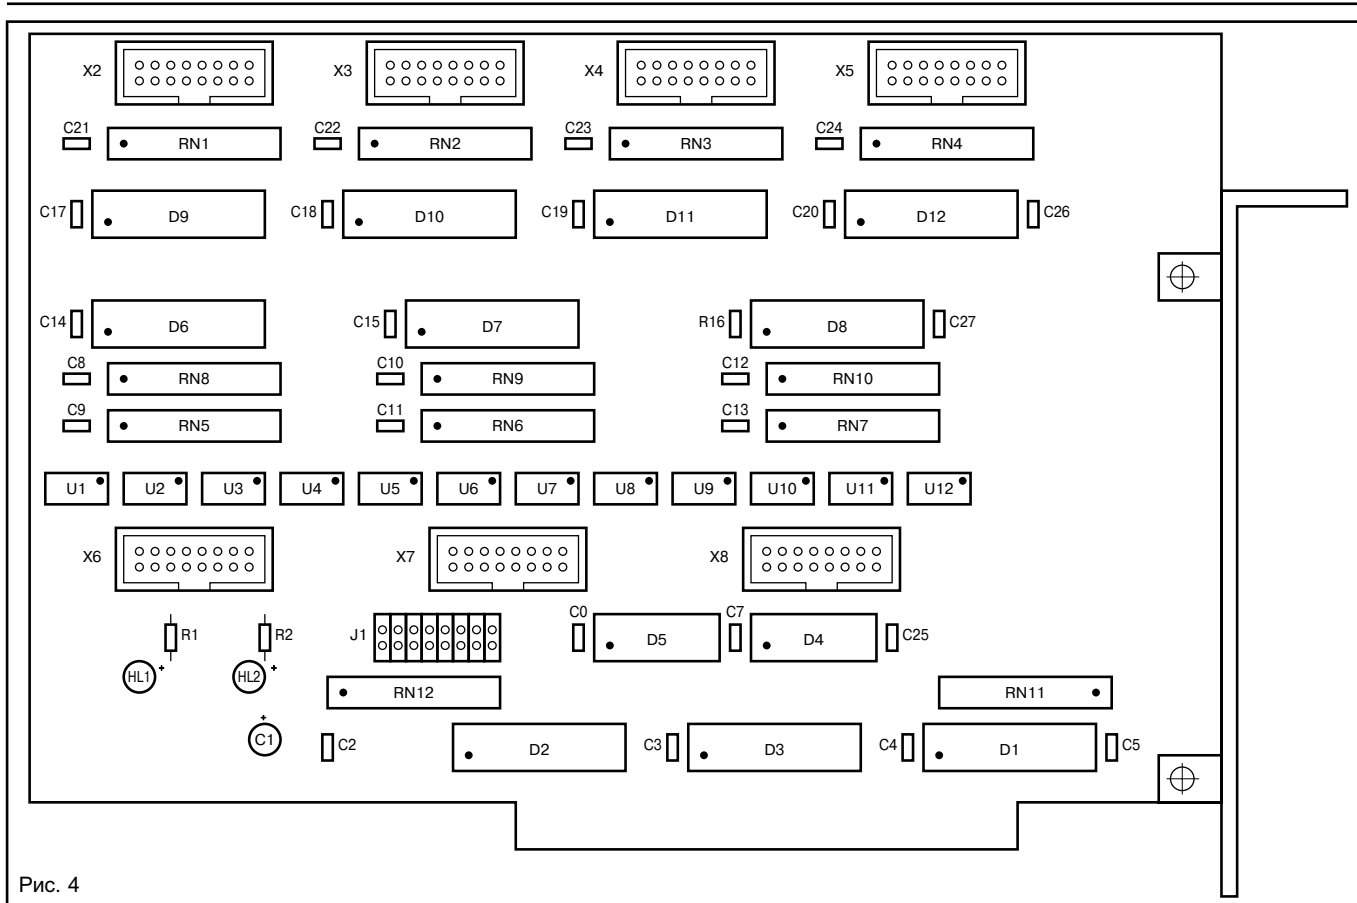 X2 X3 X4 X5
C21 RN1 C22 RN2 C23 RN3 C24 RN4
C17 D9 C18 D10 C19 D11 C20 D12 C26
C14 D6 C15 D7 R16 D8 C27
C8 RN8 C10 RN9 C12 RN10
C9 RN5 C11 RN6 C13 RN7
U1 U2 U3 U4 U5 U6 U7 U8 U9 U10 U11 U12
X6 X7 X8
R1 R2 J1 C0 D5 C7 D4 C25
HL1 + HL2 + RN12 RN11
+
C1 C2 D2 C3 D3 C4 D1 C5
Рис. 4